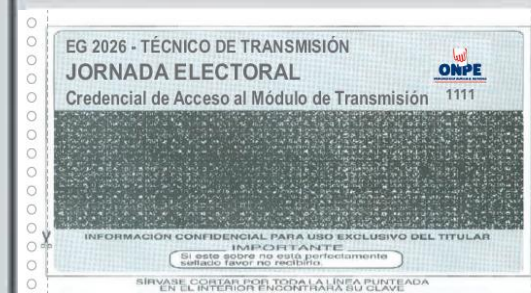 EG 2026 - TÉCNICO DE TRANSMISIÓN
JORNADA ELECTORAL
ONPE
Credencial de Acceso al Módulo de Transmisión 1111
INFORMACIÓN CONFIDENCIAL PARA USO EXCLUSIVO DEL TITULAR
IMPORTANTE
Si este sobre no está perfectamente
sellado favor no recibirlo.
SÍRVASE CORTAR POR TODA LA LÍNEA PUNTEADA
EN EL INTERIOR ENCONTRARÁ SU CLAVE